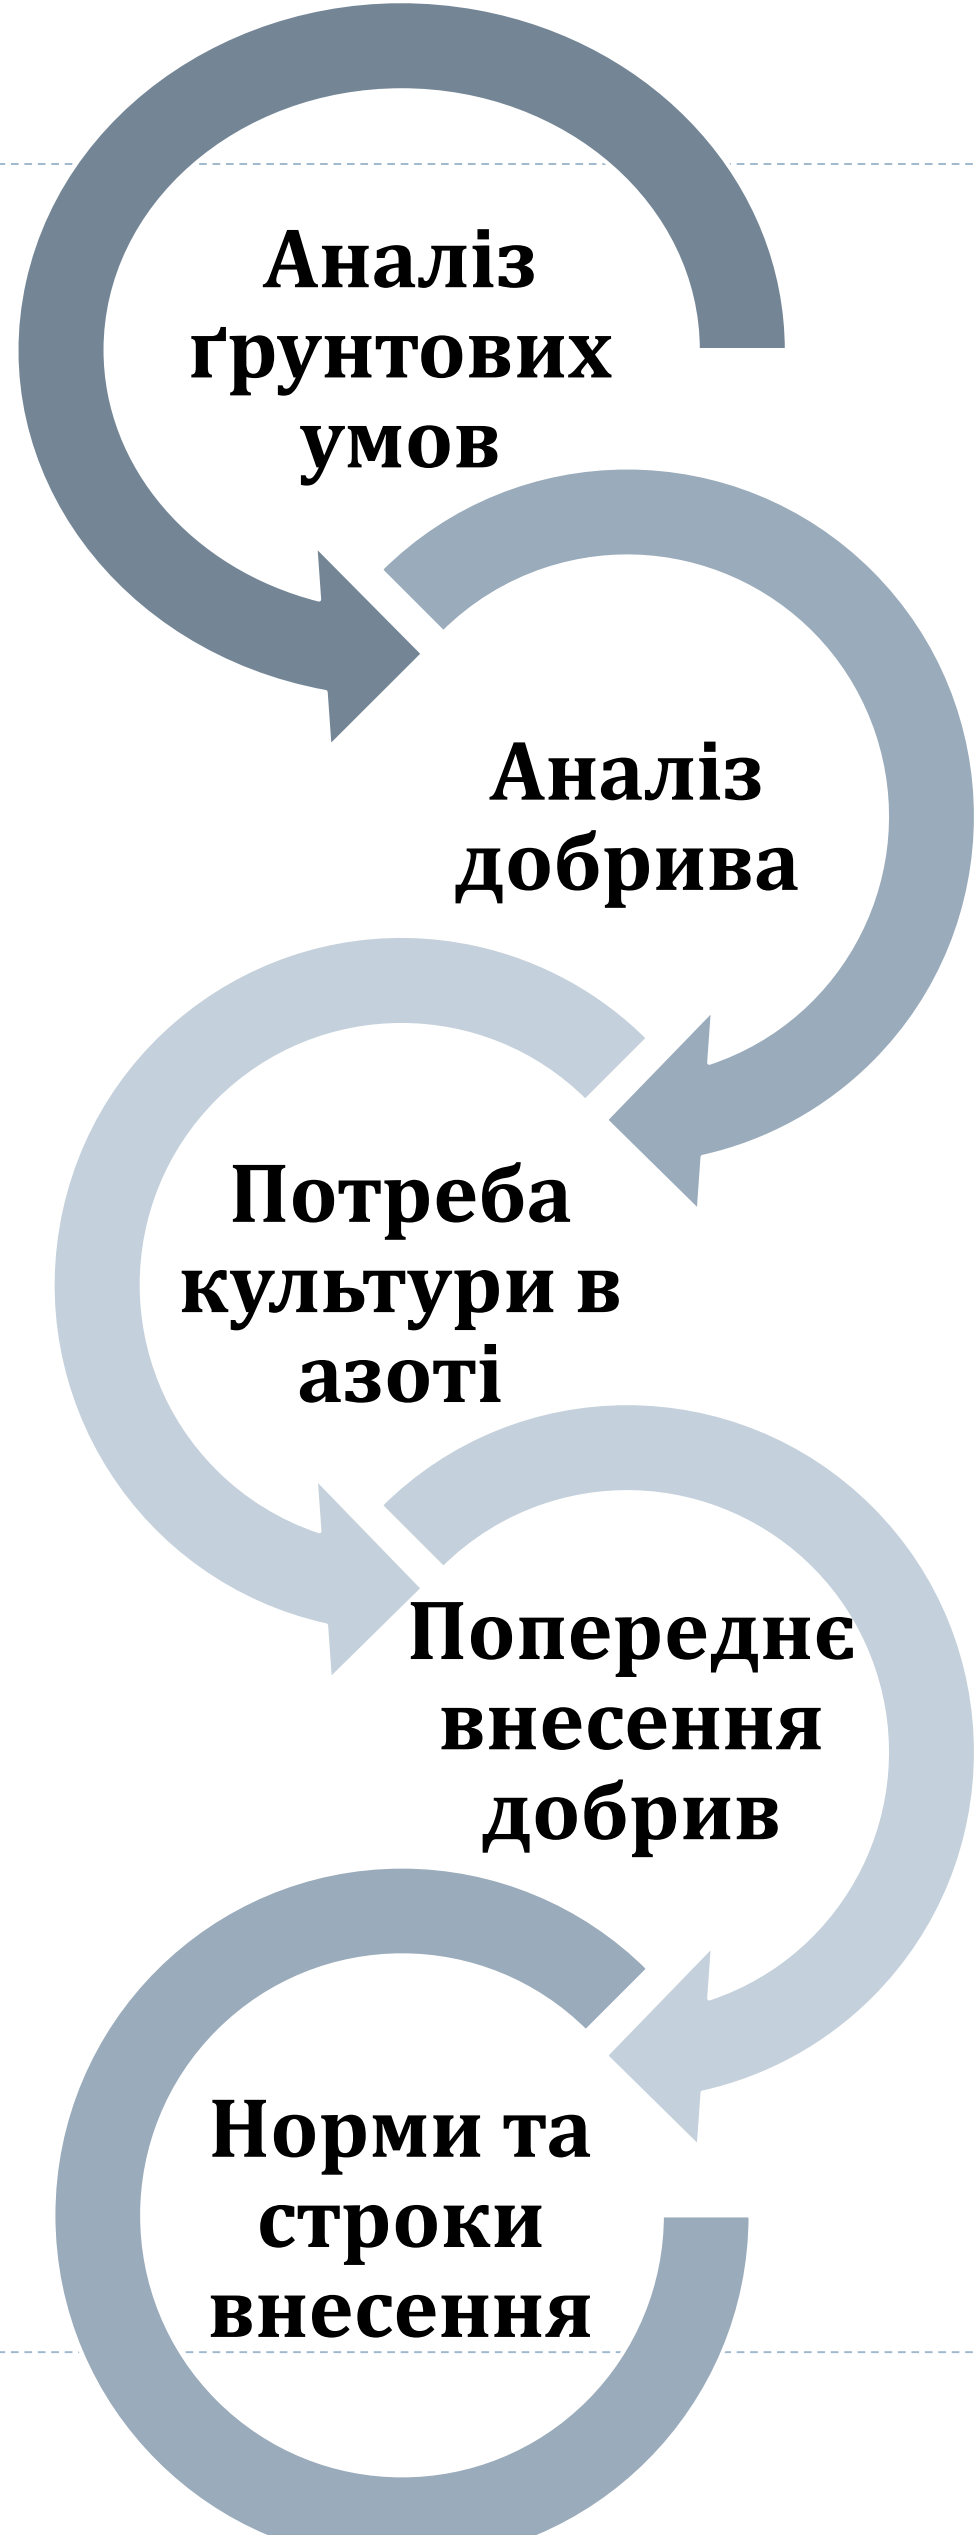 Аналіз
ґрунтових
умов
Аналіз
добрива
Потреба
культури в
азоті
Попереднє
внесення
добрив
Норми та
строки
внесення